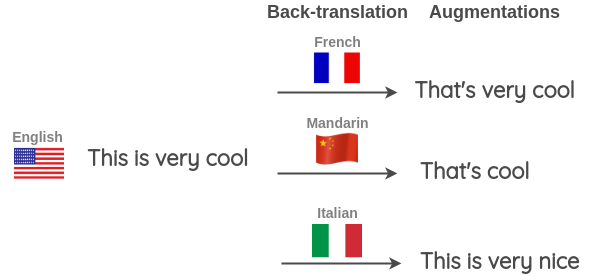 Back-translation Augmentations
French
That's very cool
Mandarin
English
This is very cool
That's cool
Italian
This is very nice